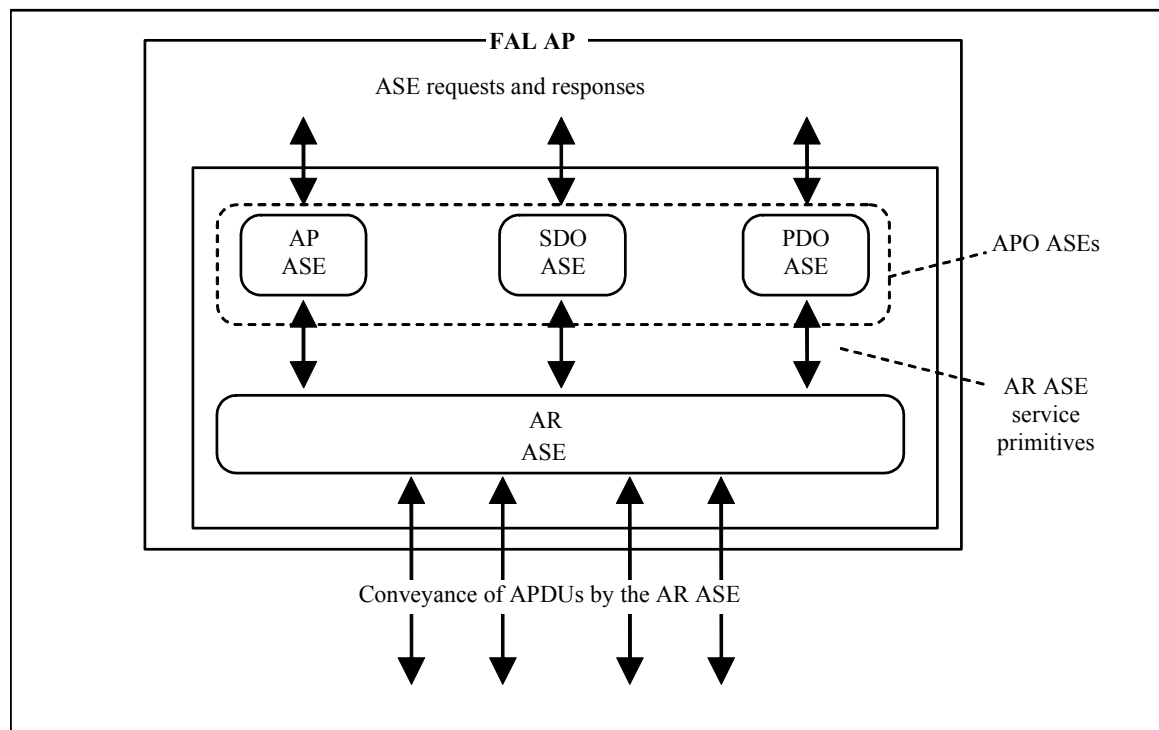 FAL AP
ASE requests and responses
AP
ASE
SDO
ASE
PDO
ASE
APO ASEs
AR ASE
service
primitives
AR
ASE
Conveyance of APDUs by the AR ASE